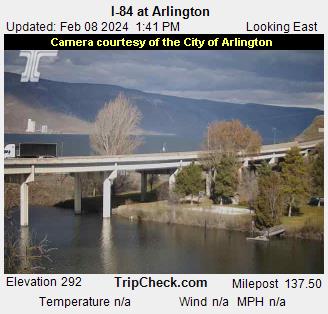 I-84 at Arlington
Updated: Feb 08 2024 1:41 PM Looking East
Camera courtesy of the City of Arlington
Elevation 292 TripCheck.com Milepost 137.50
Temperature n/a Wind n/a MPH n/a